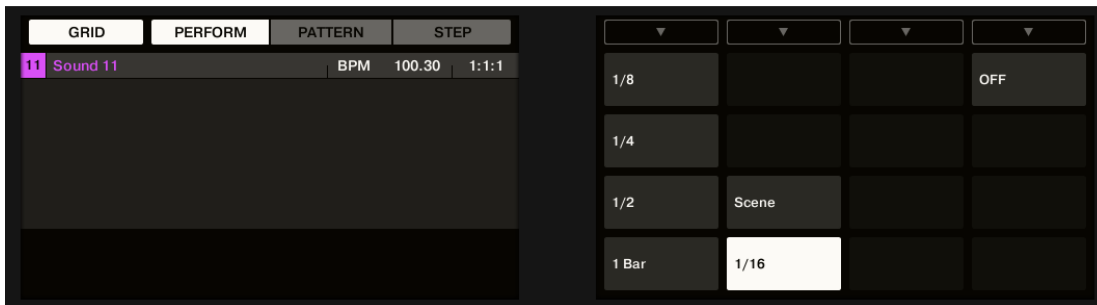 GRID PERFORM PATTERN STEP
11 Sound 11 BPM 100.30 1:1:1
1/8 OFF
1/4
1/2 Scene
1 Bar 1/16